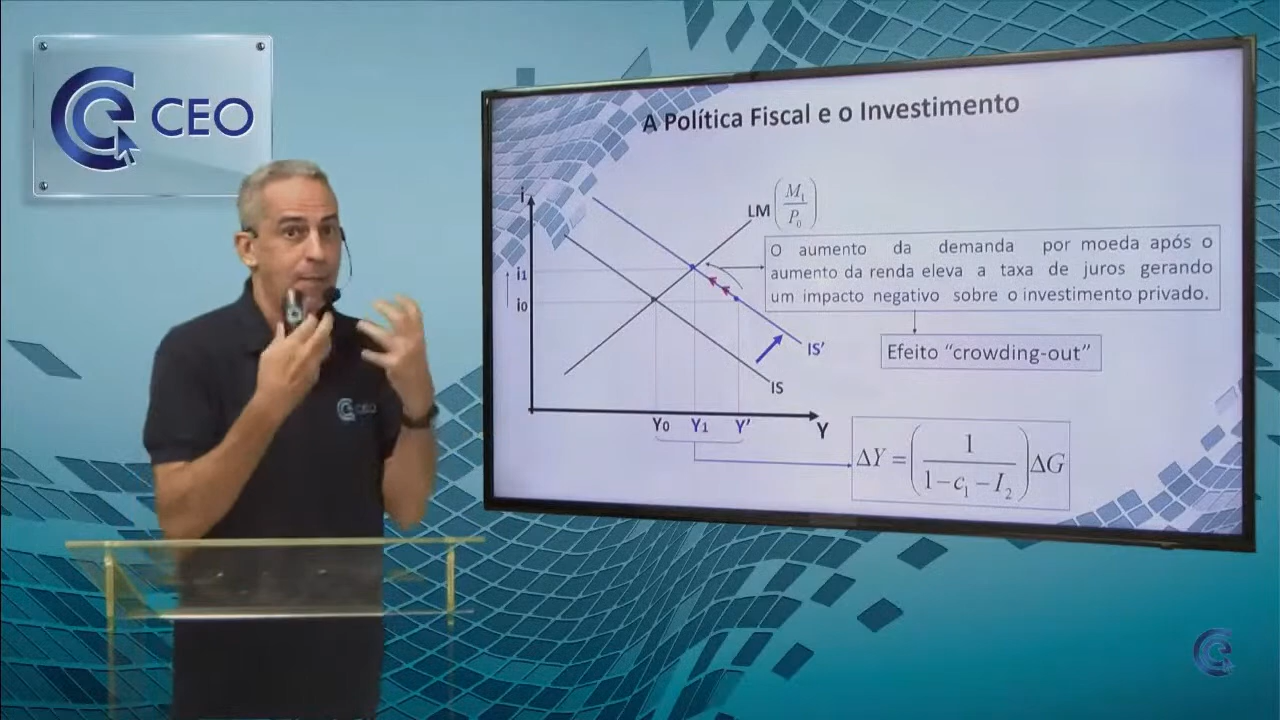 CEO
CEO
A Política Fiscal e o Investimento
i
LM (M₁/P₀)
O aumento da demanda por moeda após o
aumento da renda eleva a taxa de juros gerando
um impacto negativo sobre o investimento privado.
i₁
i₀
Efeito “crowding-out”
IS'
IS
Y₀ Y₁ Y' Y
ΔY = (1/(1−c₁−I₂)) ΔG